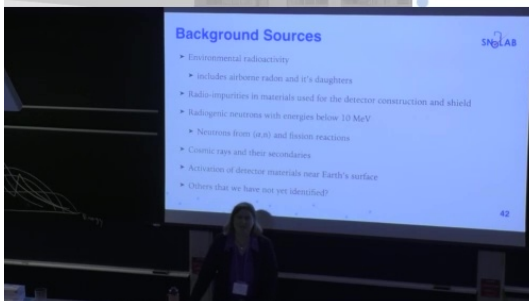 Background Sources
SNOLAB
➤ Environmental radioactivity
➤ includes airborne radon and it's daughters
➤ Radio-impurities in materials used for the detector construction and shield
➤ Radiogenic neutrons with energies below 10 MeV
➤ Neutrons from (α,n) and fission reactions
➤ Cosmic rays and their secondaries
➤ Activation of detector materials near Earth's surface
➤ Others that we have not yet identified?
42